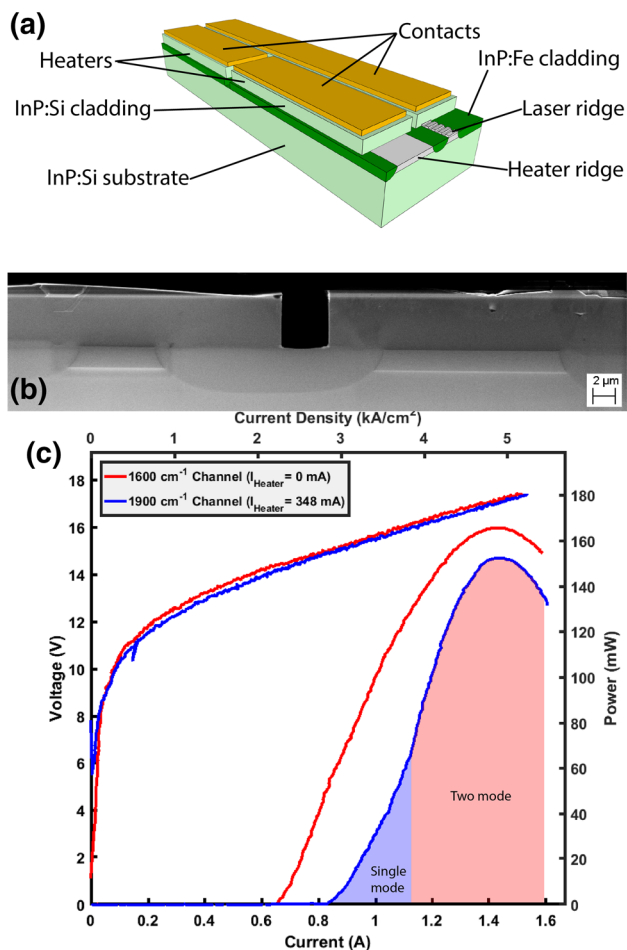 (a)
Contacts
Heaters
InP:Fe cladding
InP:Si cladding
Laser ridge
InP:Si substrate
Heater ridge
(b)
2 µm
Current Density (kA/cm²)
(c)
0 1 2 3 4 5
1600 cm⁻¹ Channel (I_Heater = 0 mA)
1900 cm⁻¹ Channel (I_Heater = 348 mA)
18
16
14
12
10
8
6
4
2
0
Voltage (V)
180
160
140
120
100
80
60
40
20
0
Power (mW)
Two mode
Single
mode
0 0.2 0.4 0.6 0.8 1 1.2 1.4 1.6
Current (A)